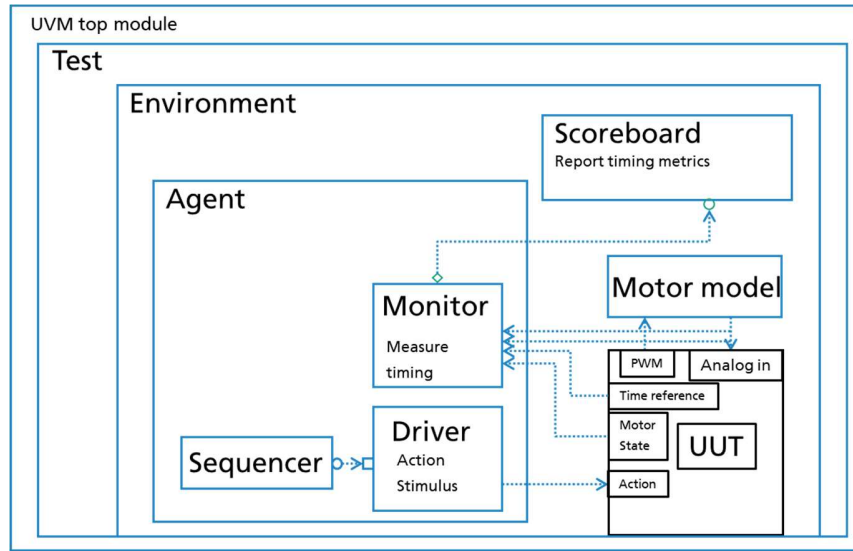 UVM top module
Test
Environment
Scoreboard
Report timing metrics
Agent
Motor model
Monitor
Measure
timing
PWM
Analog in
Time reference
Driver
Action
Stimulus
Motor
State
UUT
Sequencer
Action